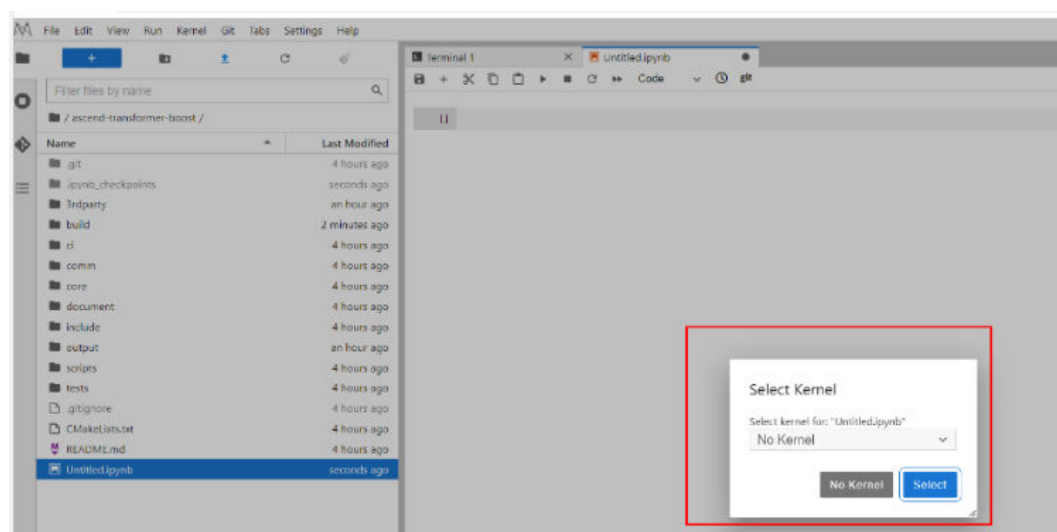 File Edit View Run Kernel Git Tabs Settings Help
Terminal 1
Untitled.ipynb
Filter files by name
Code
git
/ ascend-transformer-boost /
[ ]
Name Last Modified
.git 4 hours ago
.ipynb_checkpoints seconds ago
3rdparty an hour ago
build 2 minutes ago
ci 4 hours ago
comm 4 hours ago
core 4 hours ago
document 4 hours ago
include 4 hours ago
output an hour ago
scripts 4 hours ago
tests 4 hours ago
.gitignore 4 hours ago
CMakeLists.txt 4 hours ago
README.md 4 hours ago
Untitled.ipynb seconds ago
Select Kernel
Select kernel for: "Untitled.ipynb"
No Kernel
No Kernel Select